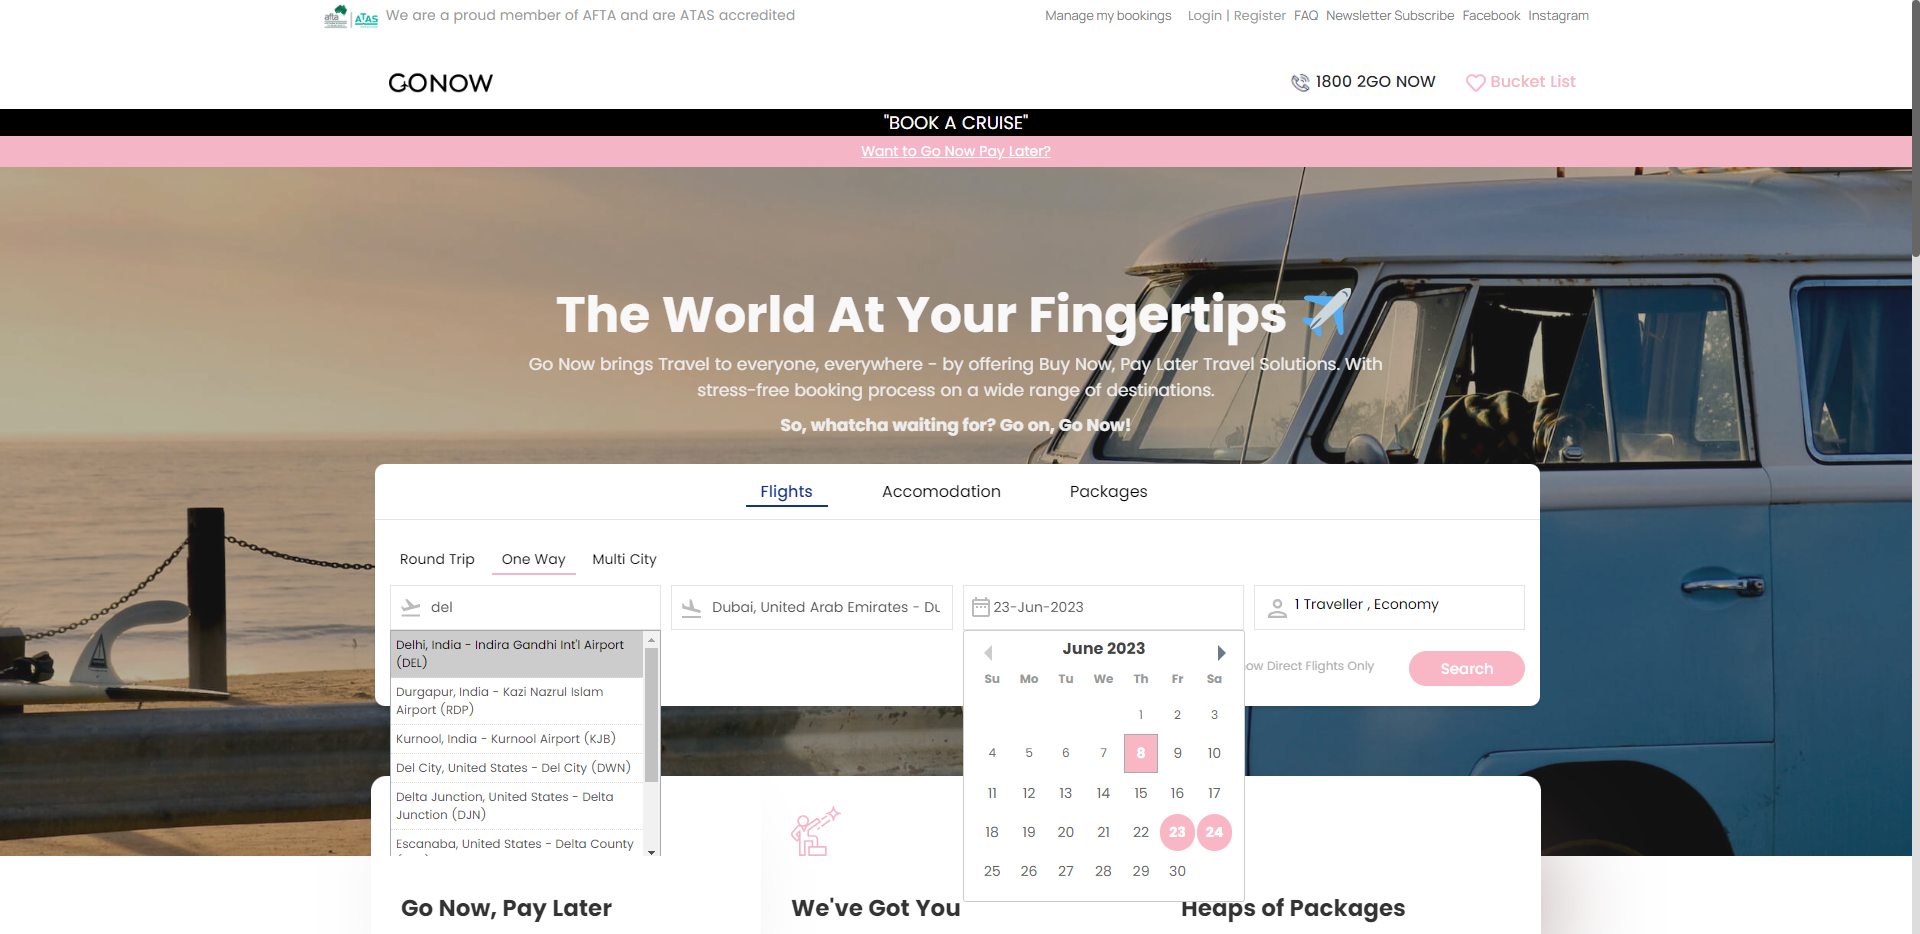 afta ATAS We are a proud member of AFTA and are ATAS accredited
Manage my bookings Login | Register FAQ Newsletter Subscribe Facebook Instagram
GONOW
1800 2GO NOW Bucket List
"BOOK A CRUISE"
Want to Go Now Pay Later?
The World At Your Fingertips
Go Now brings Travel to everyone, everywhere - by offering Buy Now, Pay Later Travel Solutions. With
stress-free booking process on a wide range of destinations.
So, whatcha waiting for? Go on, Go Now!
Flights Accomodation Packages
Round Trip One Way Multi City
del
Dubai, United Arab Emirates - Du
23-Jun-2023
1 Traveller , Economy
Delhi, India - Indira Gandhi Int'l Airport
(DEL)
Durgapur, India - Kazi Nazrul Islam
Airport (RDP)
Kurnool, India - Kurnool Airport (KJB)
Del City, United States - Del City (DWN)
Delta Junction, United States - Delta
Junction (DJN)
Escanaba, United States - Delta County
June 2023
Su Mo Tu We Th Fr Sa
1 2 3
4 5 6 7 8 9 10
11 12 13 14 15 16 17
18 19 20 21 22 23 24
25 26 27 28 29 30
ow Direct Flights Only
Search
Go Now, Pay Later
We've Got You
Heaps of Packages